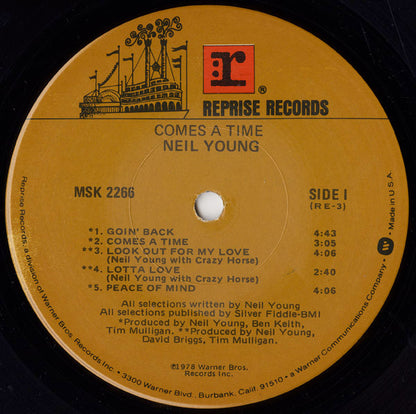 r
®
REPRISE RECORDS
COMES A TIME
NEIL YOUNG
MSK 2266
SIDE I
(RE-3)
*1. GOIN' BACK 4:43
*2. COMES A TIME 3:05
**3. LOOK OUT FOR MY LOVE 4:06
(Neil Young with Crazy Horse)
**4. LOTTA LOVE 2:40
(Neil Young with Crazy Horse)
*5. PEACE OF MIND 4:06
All selections written by Neil Young
All selections published by Silver Fiddle-BMI
*Produced by Neil Young, Ben Keith,
Tim Mulligan. **Produced by Neil Young,
David Briggs, Tim Mulligan.
℗1978 Warner Bros.
Records Inc.
Reprise Records, a division of Warner Bros. Records Inc. · 3300 Warner Blvd., Burbank, Calif. 91510 · a Warner Communications Company. W · Made in U.S.A.